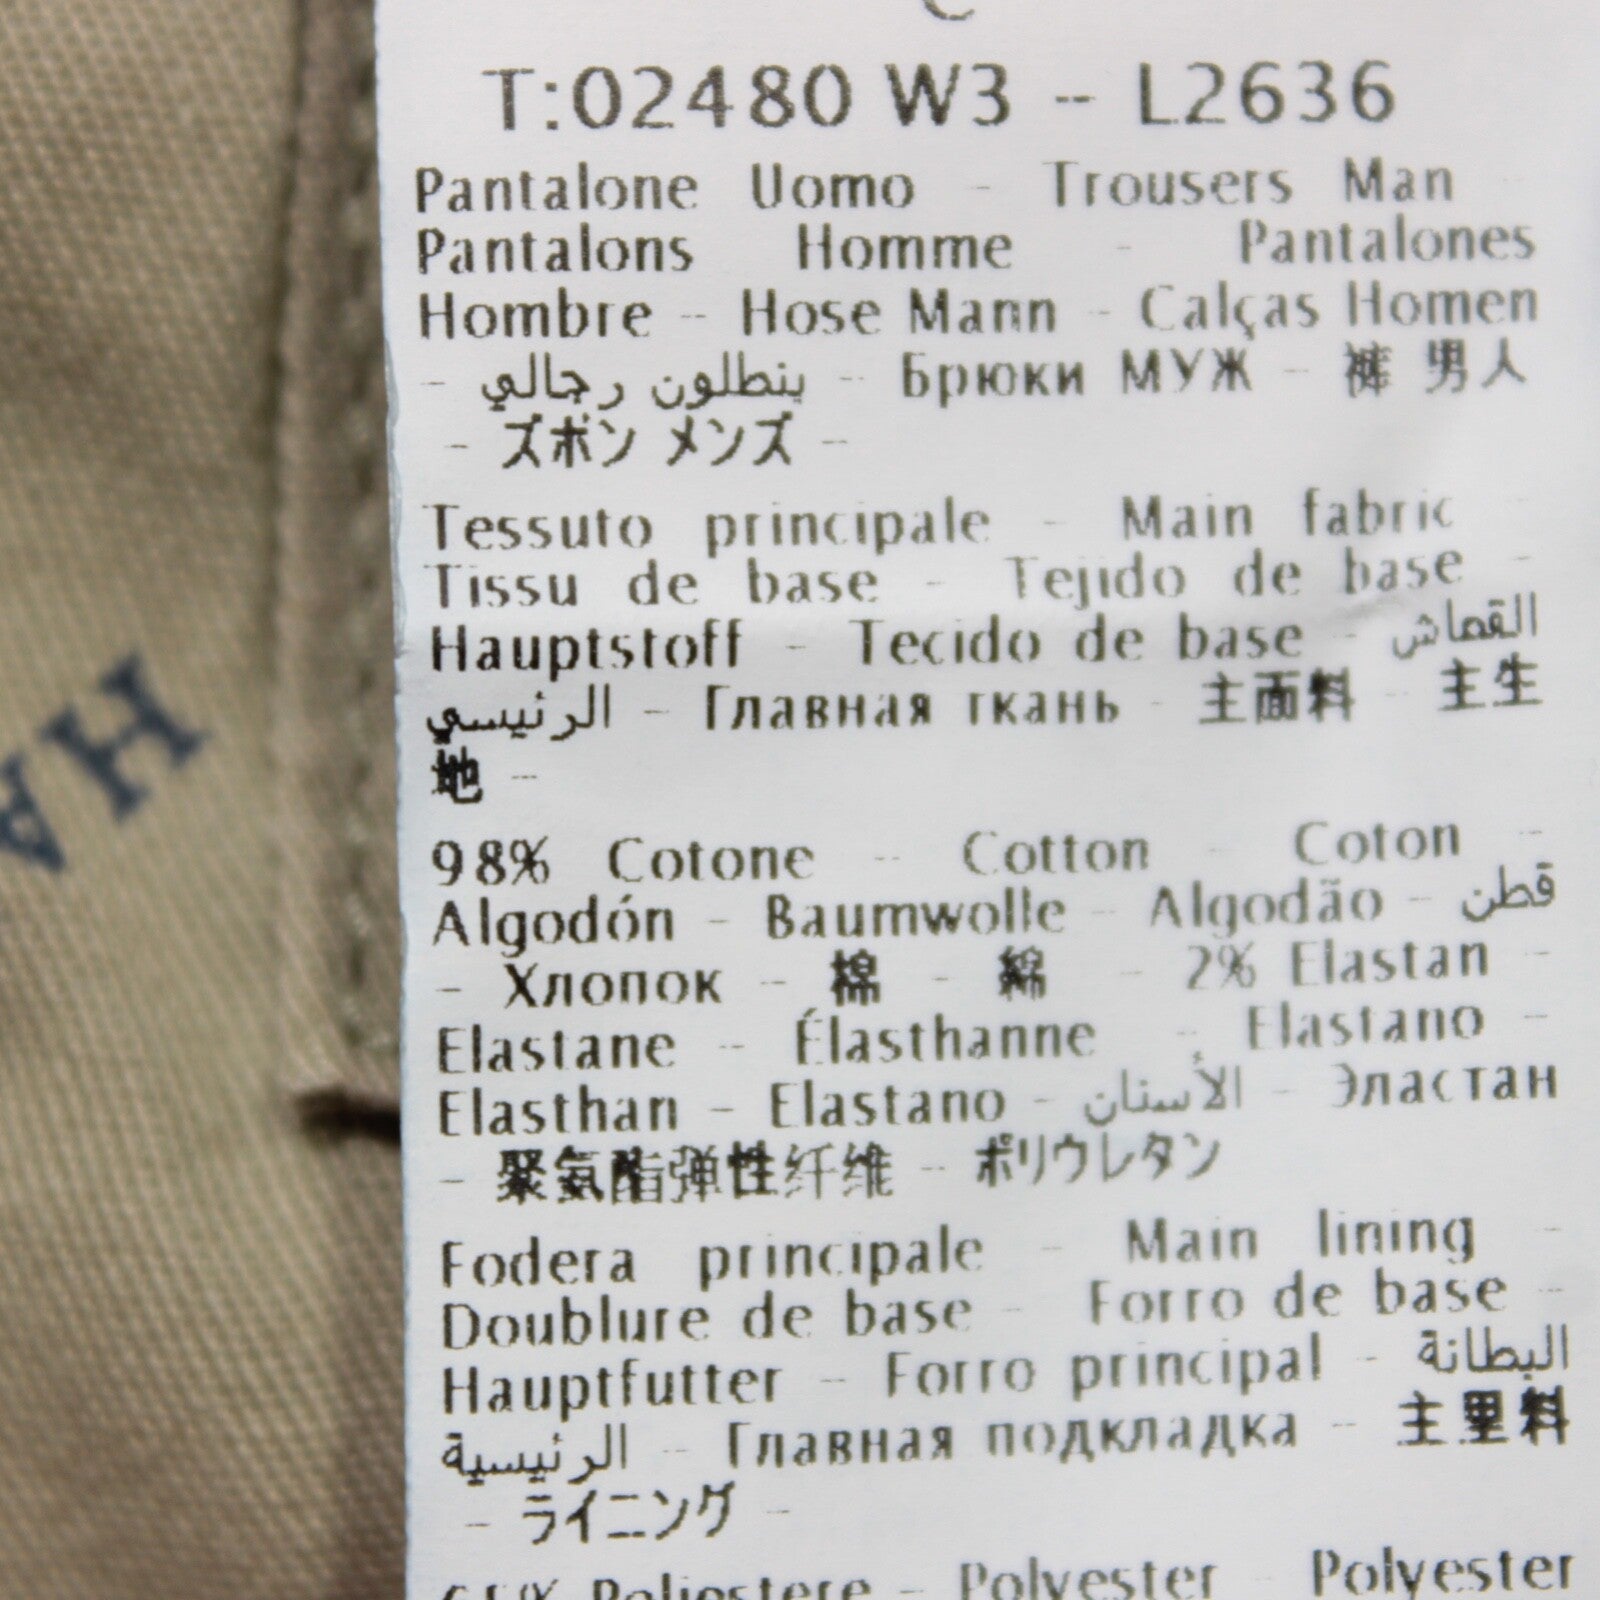 T:02480 W3 - L2636
Pantalone Uomo - Trousers Man
Pantalons Homme - Pantalones
Hombre - Hose Mann - Calças Homen
- بنطلون رجالي - Брюки МУЖ - 裤 男人
- ズボン メンズ -
Tessuto principale - Main fabric -
Tissu de base - Tejido de base -
Hauptstoff - Tecido de base - القماش
الرئيسي - Главная ткань - 主面料 - 主生
地 -
98% Cotone - Cotton - Coton -
Algodón - Baumwolle - Algodão - قطن
- Хлопок - 棉 - 綿 - 2% Elastan -
Elastane - Élasthanne - Elastano -
Elasthan - Elastano - الأسنان - Эластан
- 聚氨酯弹性纤维 - ポリウレタン
Fodera principale - Main lining -
Doublure de base - Forro de base -
Hauptfutter - Forro principal - البطانة
الرئيسية - Главная подкладка - 主里料
- ライニング -
Poliestere - Polyester Polyester
HA